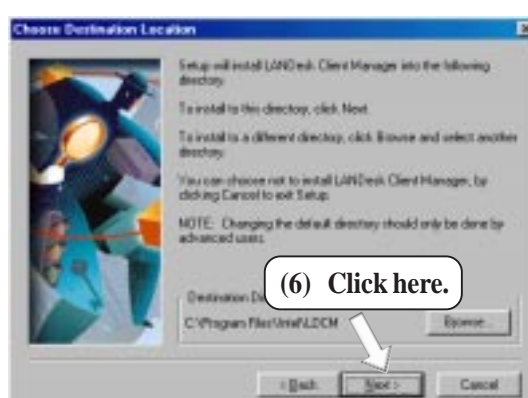 Choose Destination Location
Setup will install LANDesk Client Manager into the following
directory.
To install to this directory, click Next.
To install to a different directory, click Browse and select another
directory.
You can choose not to install LANDesk Client Manager, by
clicking Cancel to exit Setup.
NOTE: Changing the default directory should only be done by
advanced users.
(6) Click here.
Destination
C:\Program Files\Intel\LDCM
Browse...
< Back
Next >
Cancel